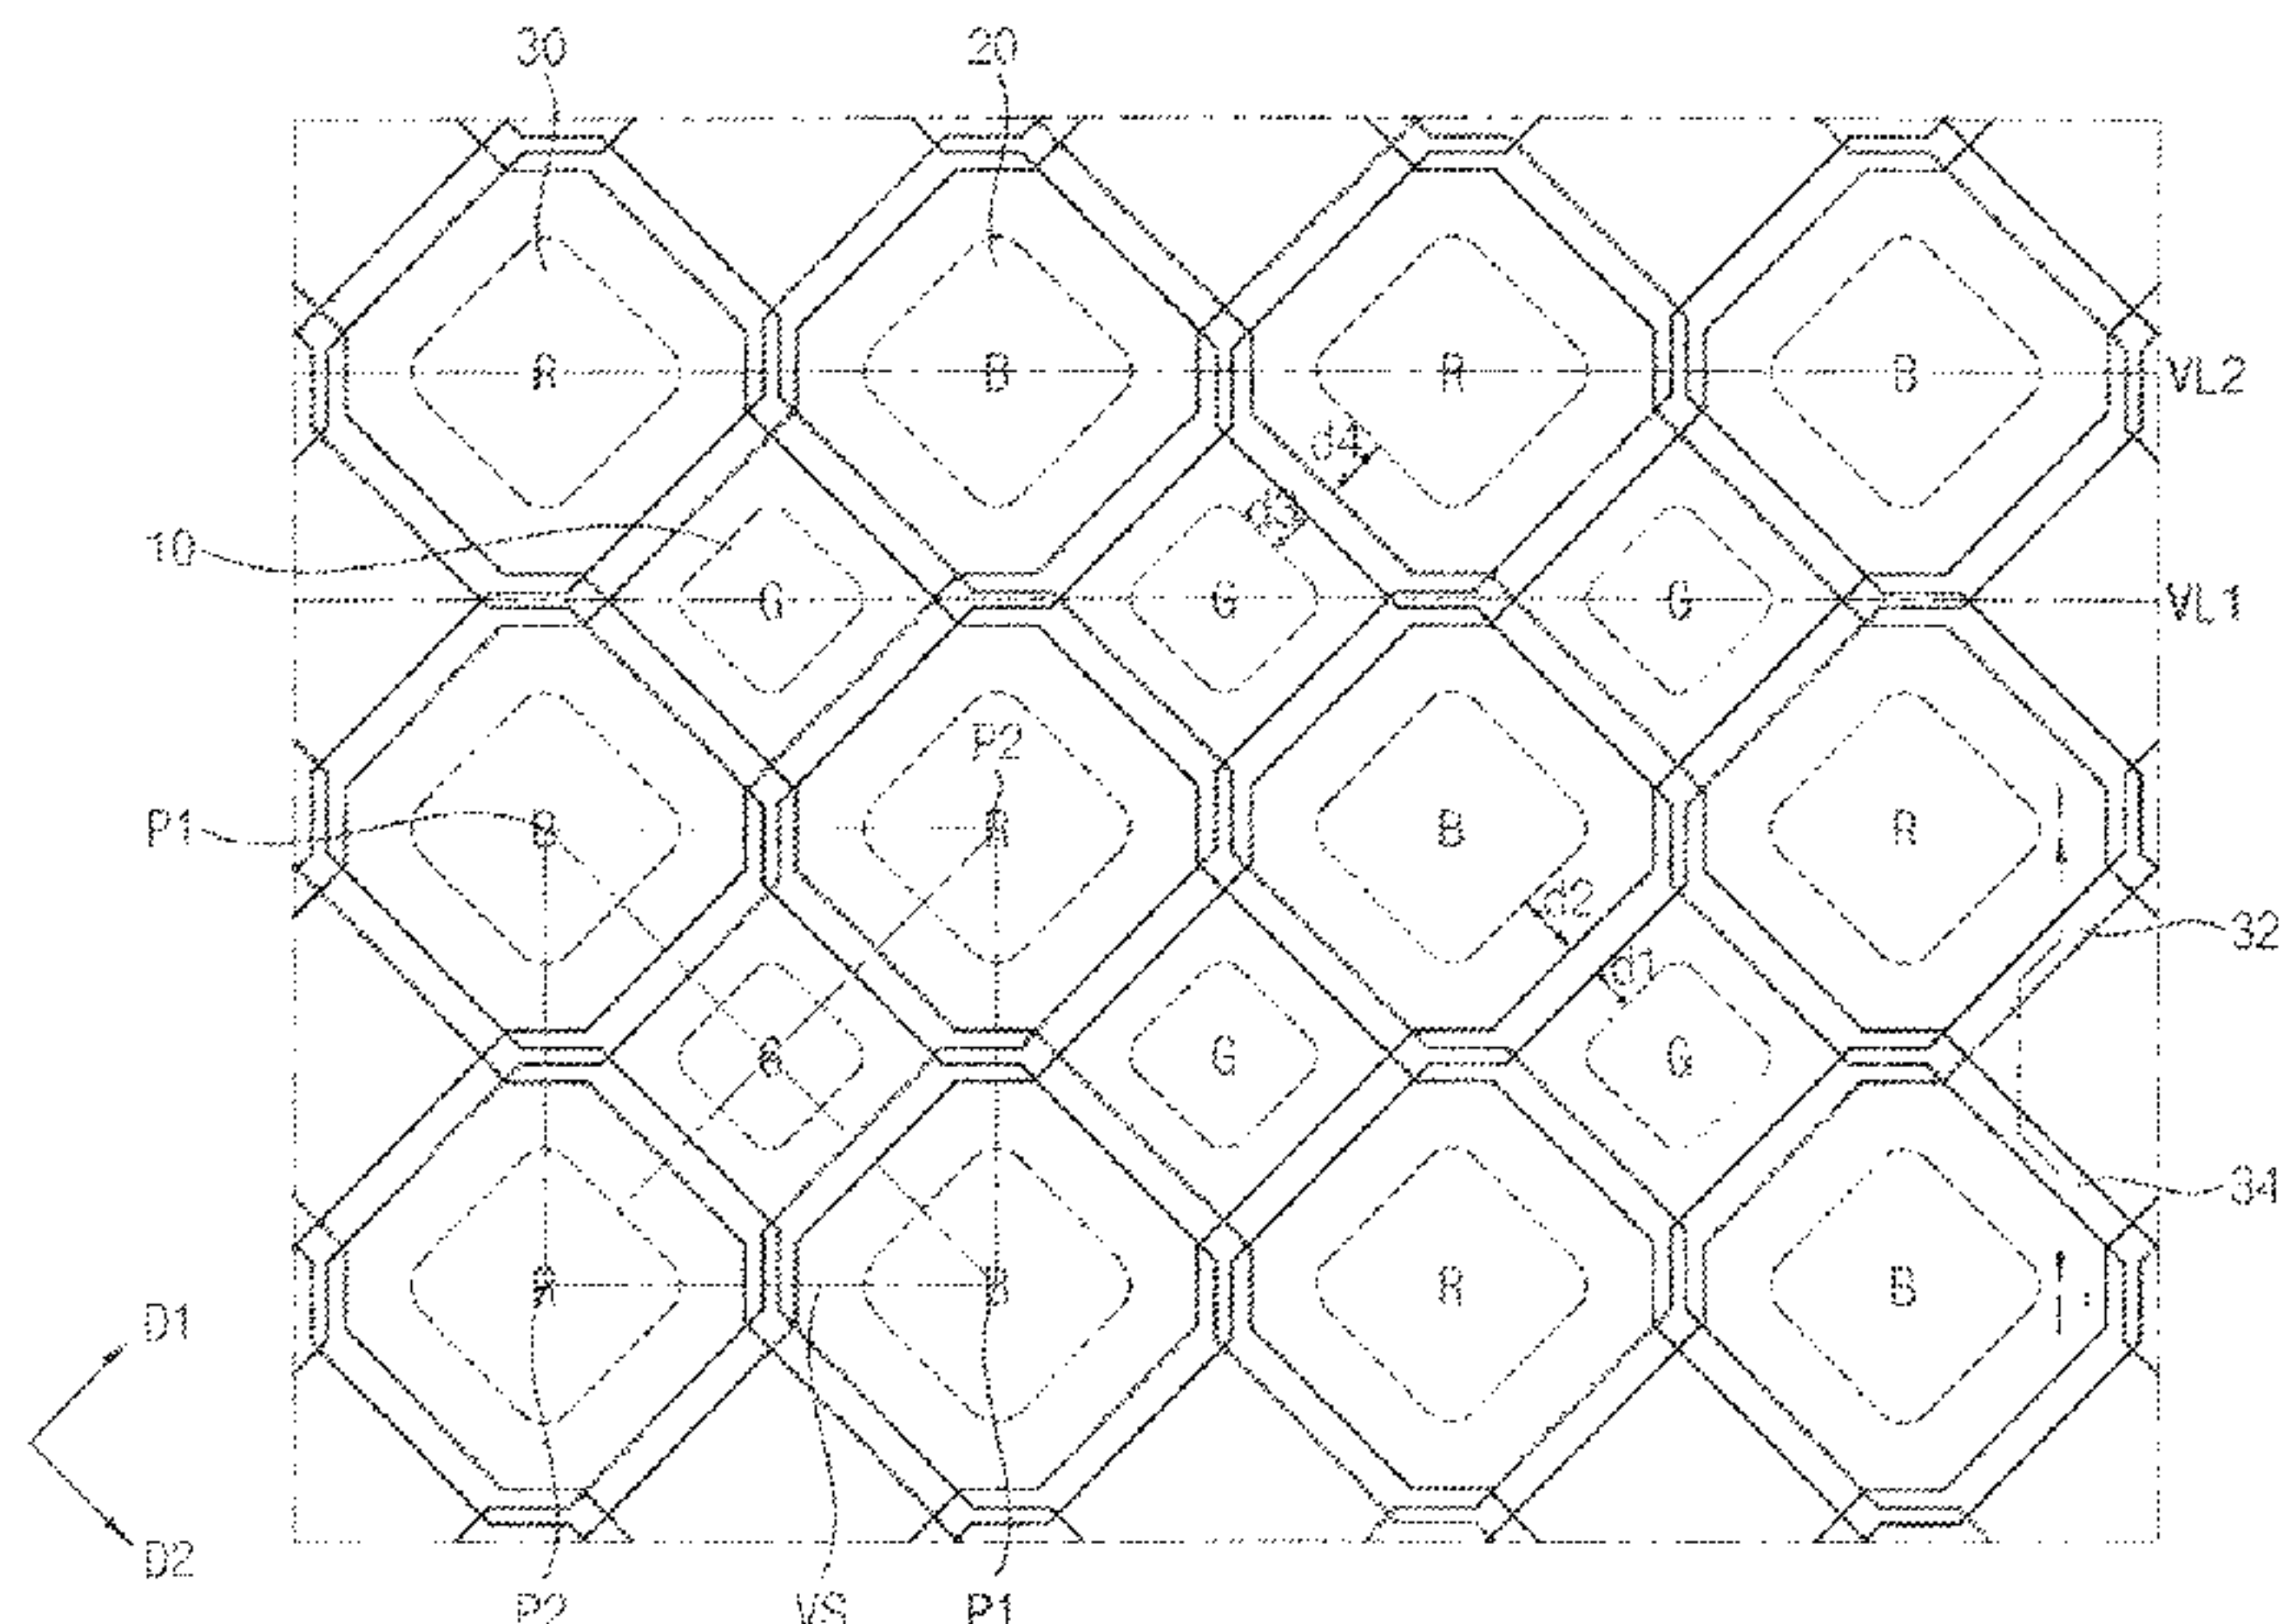 30 20
R B R B VL2
d4
d3
10 G G G VL1
P2
P1 B R B R
d2
32
d1
G G G G
34
R B R B
D1
D2
P2 VS P1